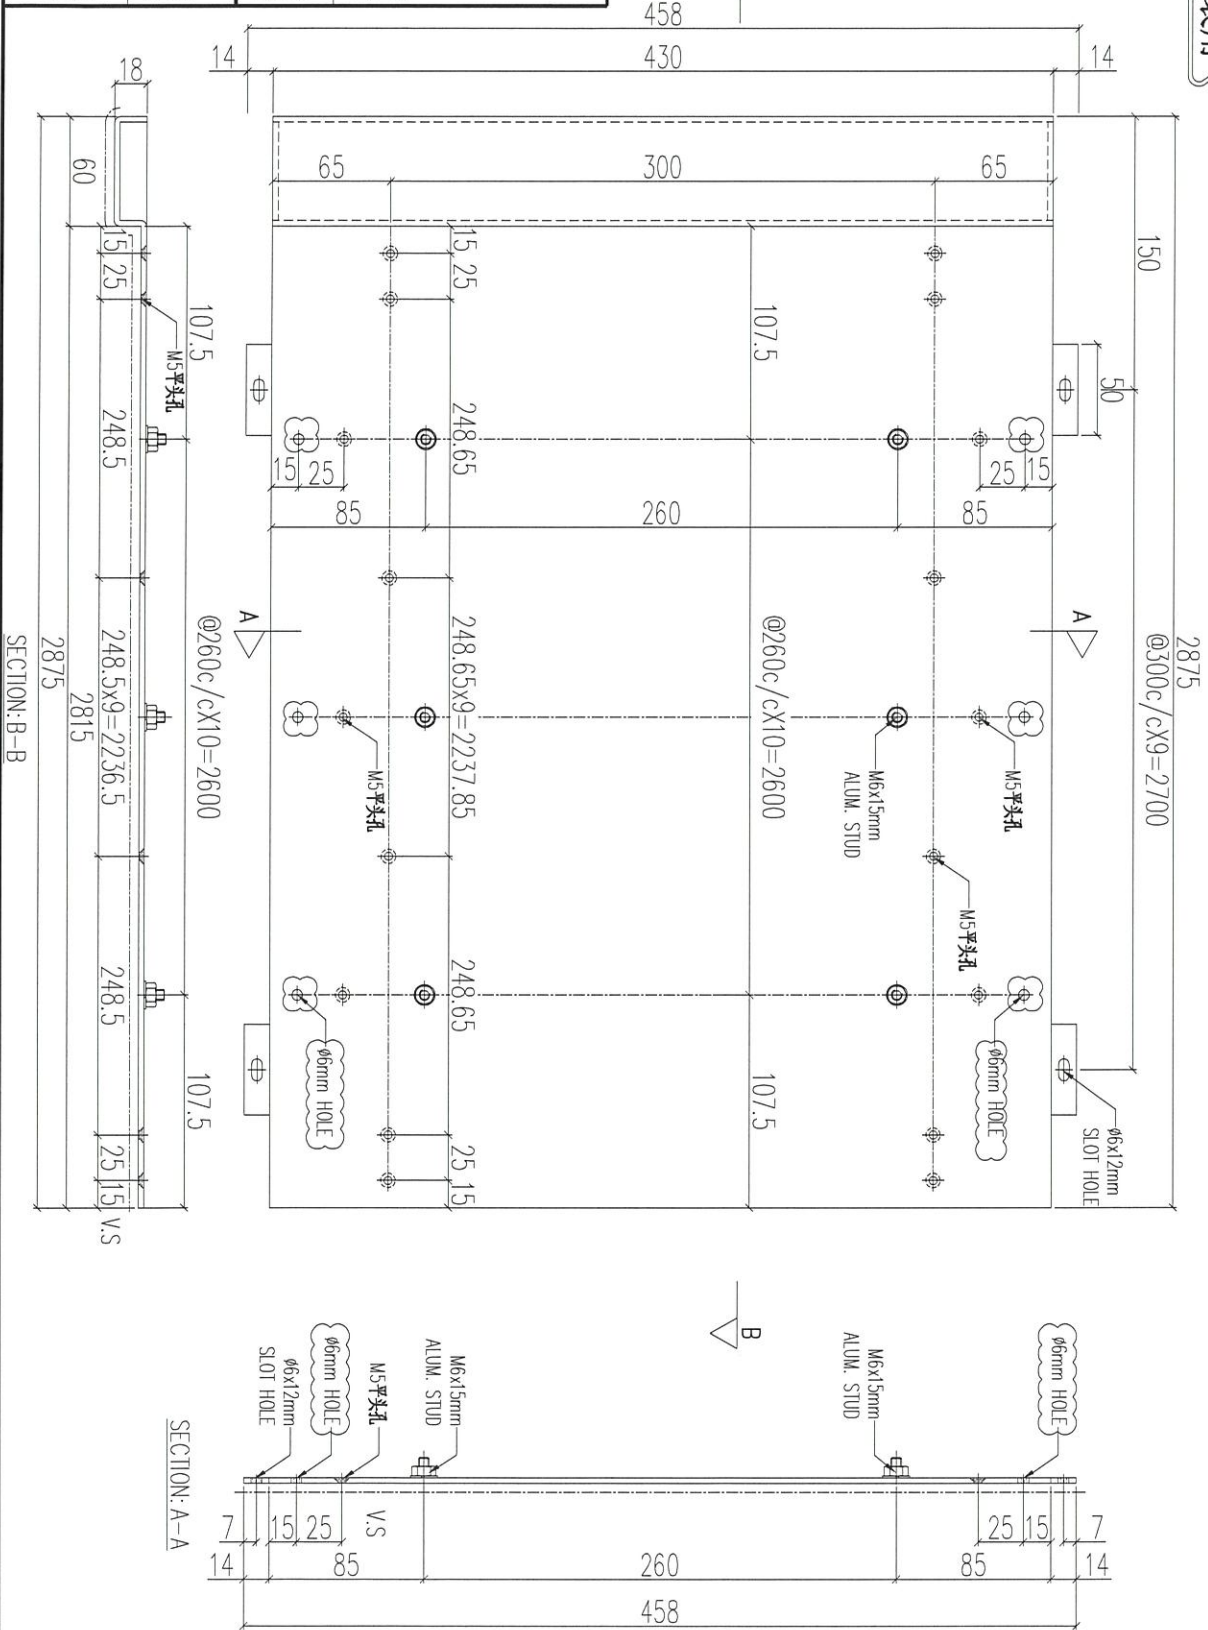 458
14
430
14
18
60
65
300
65
150
2875
@300c/cX9=2700
15
25
15
25
107.5
107.5
50
M5平头孔
248.5
248.65
15
25
25
15
85
260
85
A
A
@260c/cX10=2600
248.5x9=2236.5
2815
2875
248.65x9=2237.85
@260c/cX10=2600
SECTION:B-B
M5平头孔
M6x15mm
ALUM. STUD
M5平头孔
M5平头孔
248.5
248.65
107.5
107.5
ø6mm HOLE
ø6mm HOLE
ø6x12mm
SLOT HOLE
25
15
V.S
25
15
B
ø6x12mm
SLOT HOLE
ø6mm HOLE
M5平头孔
M6x15mm
ALUM. STUD
M6x15mm
ALUM. STUD
ø6mm HOLE
SECTION: A-A
V.S
7
15
25
25
15
7
14
85
260
85
14
458